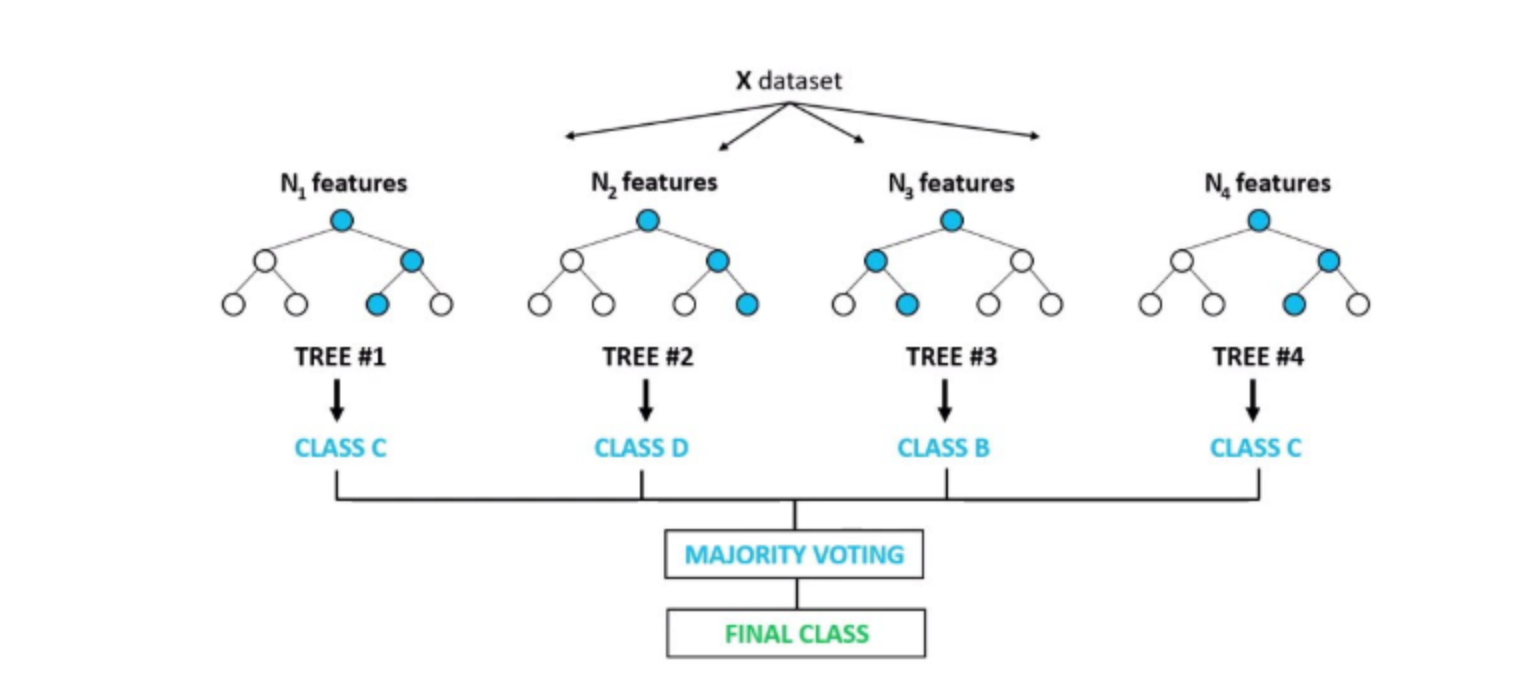 X dataset
N₁ features
N₂ features
N₃ features
N₄ features
TREE #1
TREE #2
TREE #3
TREE #4
CLASS C
CLASS D
CLASS B
CLASS C
MAJORITY VOTING
FINAL CLASS